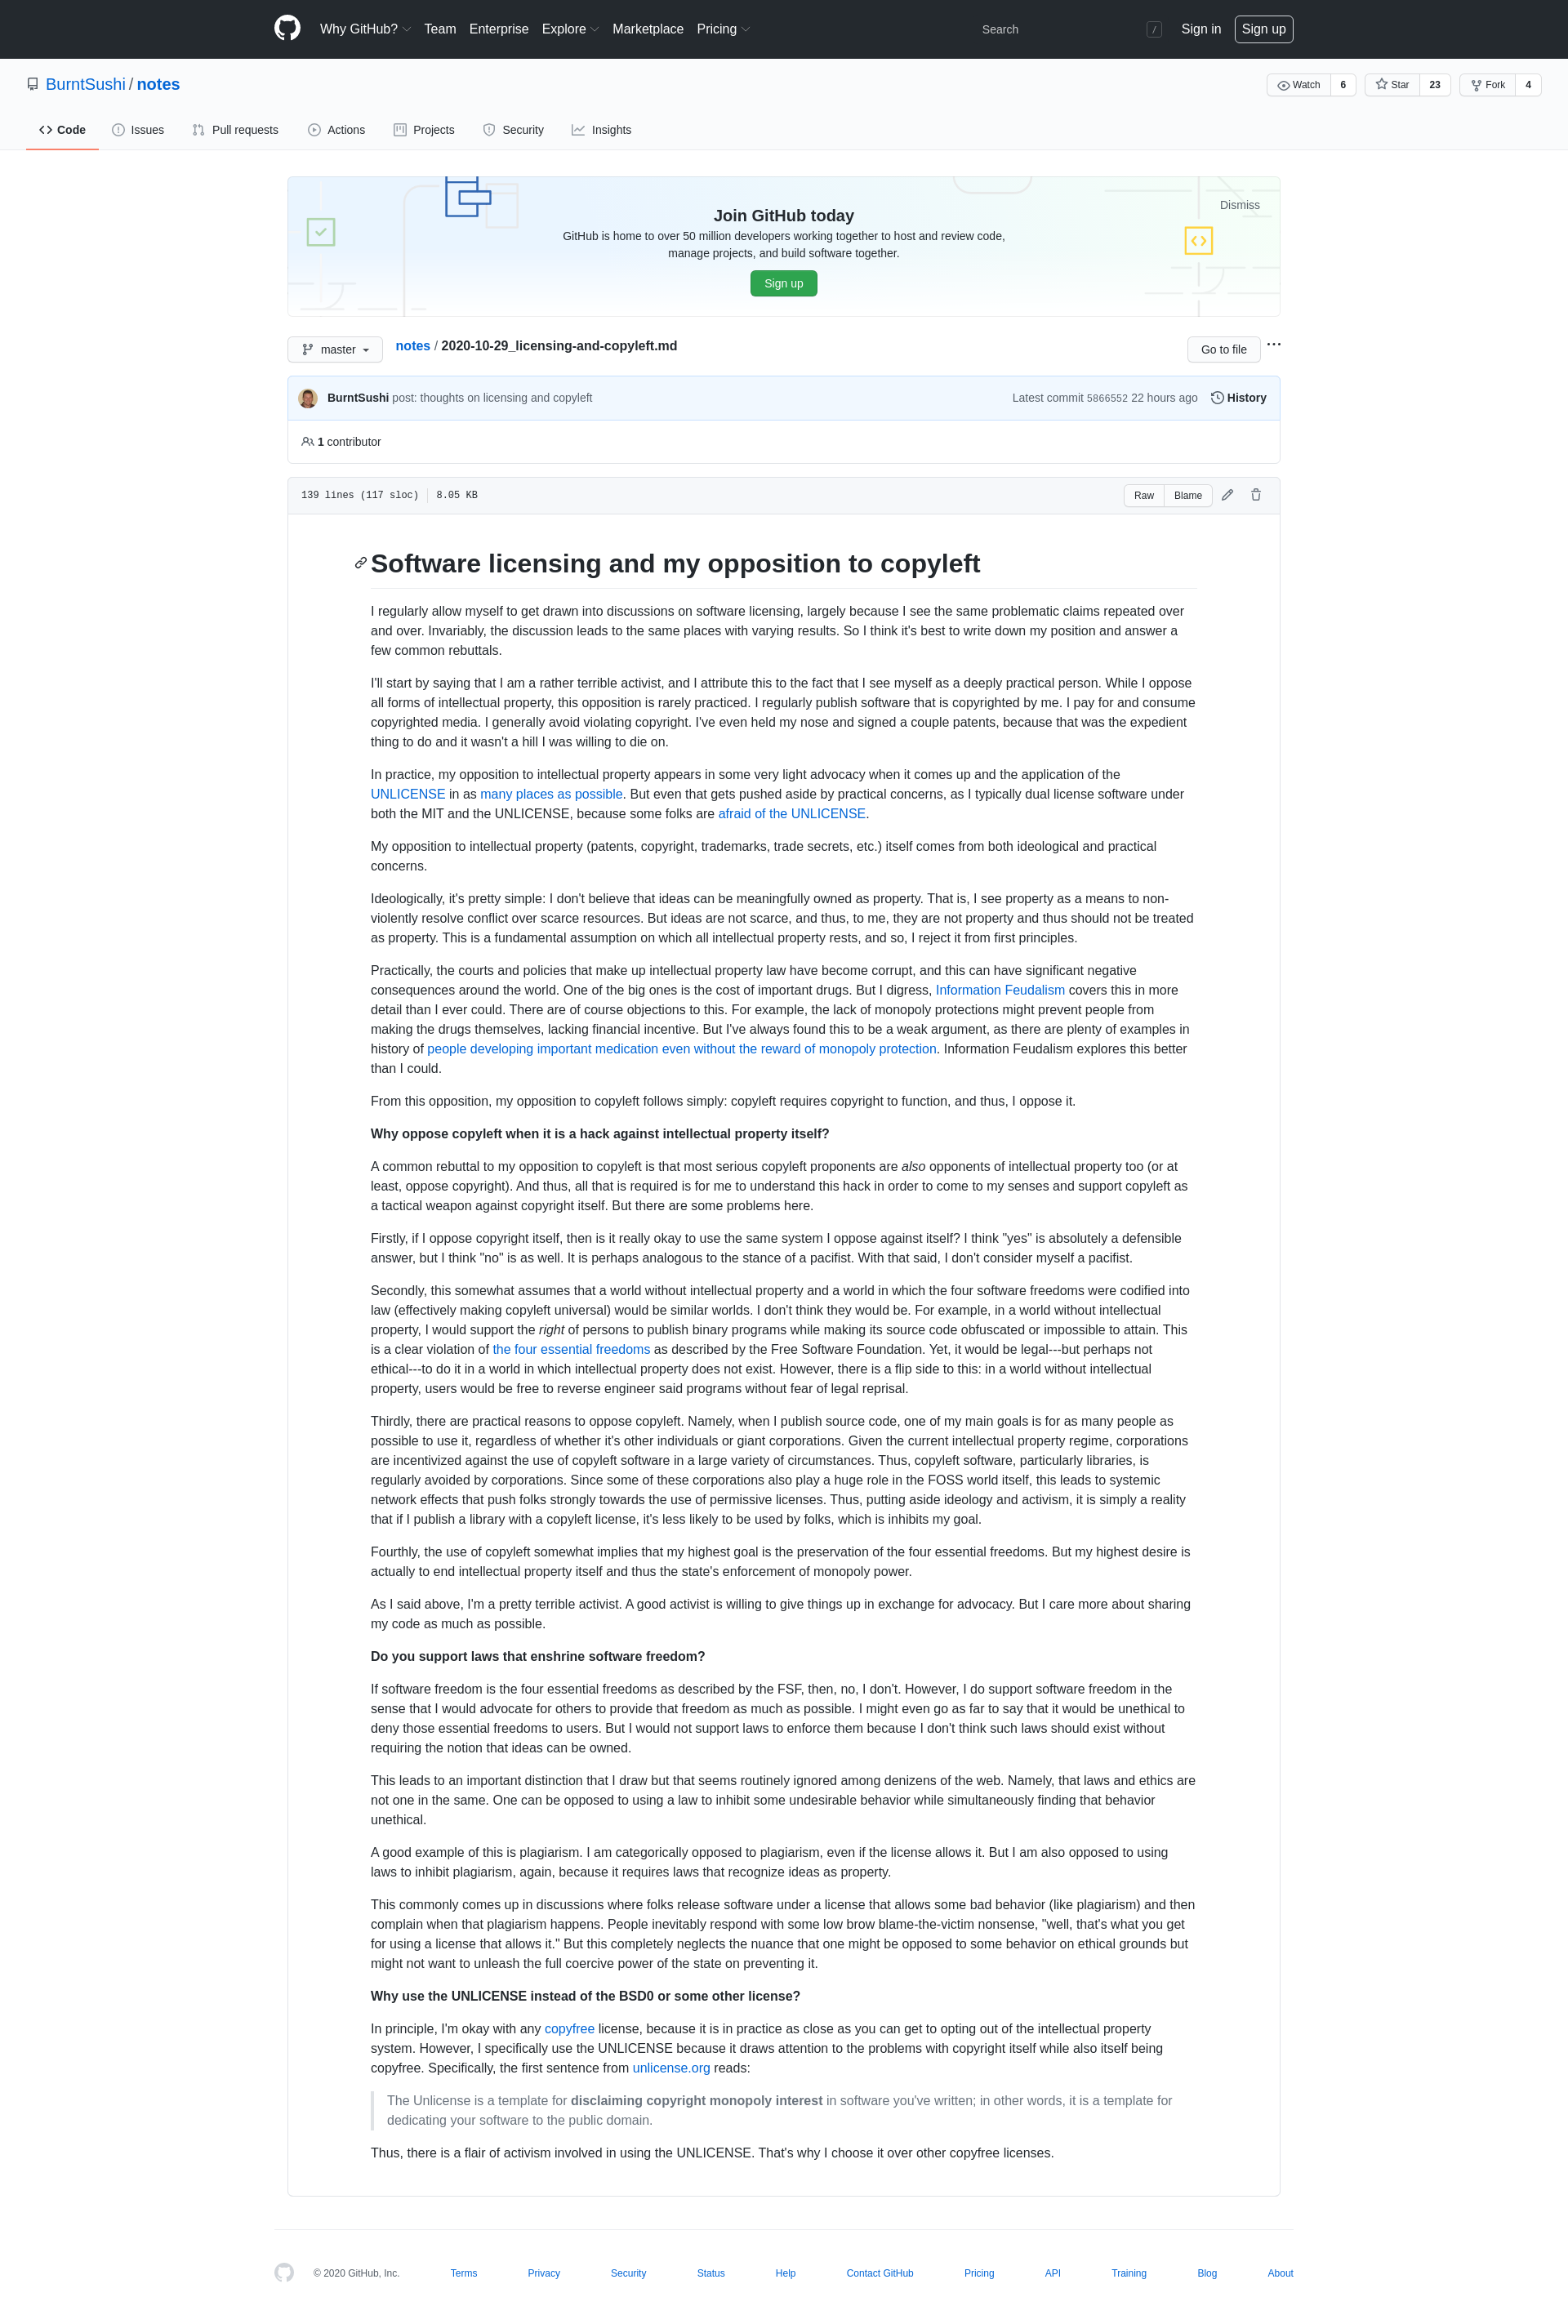 Why GitHub? Team Enterprise Explore Marketplace Pricing Search / Sign in Sign up
BurntSushi / notes Watch 6 Star 23 Fork 4
Code Issues Pull requests Actions Projects Security Insights
Dismiss
Join GitHub today
GitHub is home to over 50 million developers working together to host and review code,
manage projects, and build software together.
Sign up
master notes / 2020-10-29_licensing-and-copyleft.md Go to file ...
BurntSushi post: thoughts on licensing and copyleft Latest commit 5866552 22 hours ago History
1 contributor
139 lines (117 sloc) 8.05 KB Raw Blame
Software licensing and my opposition to copyleft
I regularly allow myself to get drawn into discussions on software licensing, largely because I see the same problematic claims repeated over
and over. Invariably, the discussion leads to the same places with varying results. So I think it's best to write down my position and answer a
few common rebuttals.
I'll start by saying that I am a rather terrible activist, and I attribute this to the fact that I see myself as a deeply practical person. While I oppose
all forms of intellectual property, this opposition is rarely practiced. I regularly publish software that is copyrighted by me. I pay for and consume
copyrighted media. I generally avoid violating copyright. I've even held my nose and signed a couple patents, because that was the expedient
thing to do and it wasn't a hill I was willing to die on.
In practice, my opposition to intellectual property appears in some very light advocacy when it comes up and the application of the
UNLICENSE in as many places as possible. But even that gets pushed aside by practical concerns, as I typically dual license software under
both the MIT and the UNLICENSE, because some folks are afraid of the UNLICENSE.
My opposition to intellectual property (patents, copyright, trademarks, trade secrets, etc.) itself comes from both ideological and practical
concerns.
Ideologically, it's pretty simple: I don't believe that ideas can be meaningfully owned as property. That is, I see property as a means to non-
violently resolve conflict over scarce resources. But ideas are not scarce, and thus, to me, they are not property and thus should not be treated
as property. This is a fundamental assumption on which all intellectual property rests, and so, I reject it from first principles.
Practically, the courts and policies that make up intellectual property law have become corrupt, and this can have significant negative
consequences around the world. One of the big ones is the cost of important drugs. But I digress, Information Feudalism covers this in more
detail than I ever could. There are of course objections to this. For example, the lack of monopoly protections might prevent people from
making the drugs themselves, lacking financial incentive. But I've always found this to be a weak argument, as there are plenty of examples in
history of people developing important medication even without the reward of monopoly protection. Information Feudalism explores this better
than I could.
From this opposition, my opposition to copyleft follows simply: copyleft requires copyright to function, and thus, I oppose it.
Why oppose copyleft when it is a hack against intellectual property itself?
A common rebuttal to my opposition to copyleft is that most serious copyleft proponents are also opponents of intellectual property too (or at
least, oppose copyright). And thus, all that is required is for me to understand this hack in order to come to my senses and support copyleft as
a tactical weapon against copyright itself. But there are some problems here.
Firstly, if I oppose copyright itself, then is it really okay to use the same system I oppose against itself? I think "yes" is absolutely a defensible
answer, but I think "no" is as well. It is perhaps analogous to the stance of a pacifist. With that said, I don't consider myself a pacifist.
Secondly, this somewhat assumes that a world without intellectual property and a world in which the four software freedoms were codified into
law (effectively making copyleft universal) would be similar worlds. I don't think they would be. For example, in a world without intellectual
property, I would support the right of persons to publish binary programs while making its source code obfuscated or impossible to attain. This
is a clear violation of the four essential freedoms as described by the Free Software Foundation. Yet, it would be legal---but perhaps not
ethical---to do it in a world in which intellectual property does not exist. However, there is a flip side to this: in a world without intellectual
property, users would be free to reverse engineer said programs without fear of legal reprisal.
Thirdly, there are practical reasons to oppose copyleft. Namely, when I publish source code, one of my main goals is for as many people as
possible to use it, regardless of whether it's other individuals or giant corporations. Given the current intellectual property regime, corporations
are incentivized against the use of copyleft software in a large variety of circumstances. Thus, copyleft software, particularly libraries, is
regularly avoided by corporations. Since some of these corporations also play a huge role in the FOSS world itself, this leads to systemic
network effects that push folks strongly towards the use of permissive licenses. Thus, putting aside ideology and activism, it is simply a reality
that if I publish a library with a copyleft license, it's less likely to be used by folks, which is inhibits my goal.
Fourthly, the use of copyleft somewhat implies that my highest goal is the preservation of the four essential freedoms. But my highest desire is
actually to end intellectual property itself and thus the state's enforcement of monopoly power.
As I said above, I'm a pretty terrible activist. A good activist is willing to give things up in exchange for advocacy. But I care more about sharing
my code as much as possible.
Do you support laws that enshrine software freedom?
If software freedom is the four essential freedoms as described by the FSF, then, no, I don't. However, I do support software freedom in the
sense that I would advocate for others to provide that freedom as much as possible. I might even go as far to say that it would be unethical to
deny those essential freedoms to users. But I would not support laws to enforce them because I don't think such laws should exist without
requiring the notion that ideas can be owned.
This leads to an important distinction that I draw but that seems routinely ignored among denizens of the web. Namely, that laws and ethics are
not one in the same. One can be opposed to using a law to inhibit some undesirable behavior while simultaneously finding that behavior
unethical.
A good example of this is plagiarism. I am categorically opposed to plagiarism, even if the license allows it. But I am also opposed to using
laws to inhibit plagiarism, again, because it requires laws that recognize ideas as property.
This commonly comes up in discussions where folks release software under a license that allows some bad behavior (like plagiarism) and then
complain when that plagiarism happens. People inevitably respond with some low brow blame-the-victim nonsense, "well, that's what you get
for using a license that allows it." But this completely neglects the nuance that one might be opposed to some behavior on ethical grounds but
might not want to unleash the full coercive power of the state on preventing it.
Why use the UNLICENSE instead of the BSD0 or some other license?
In principle, I'm okay with any copyfree license, because it is in practice as close as you can get to opting out of the intellectual property
system. However, I specifically use the UNLICENSE because it draws attention to the problems with copyright itself while also itself being
copyfree. Specifically, the first sentence from unlicense.org reads:
The Unlicense is a template for disclaiming copyright monopoly interest in software you've written; in other words, it is a template for
dedicating your software to the public domain.
Thus, there is a flair of activism involved in using the UNLICENSE. That's why I choose it over other copyfree licenses.
© 2020 GitHub, Inc. Terms Privacy Security Status Help Contact GitHub Pricing API Training Blog About